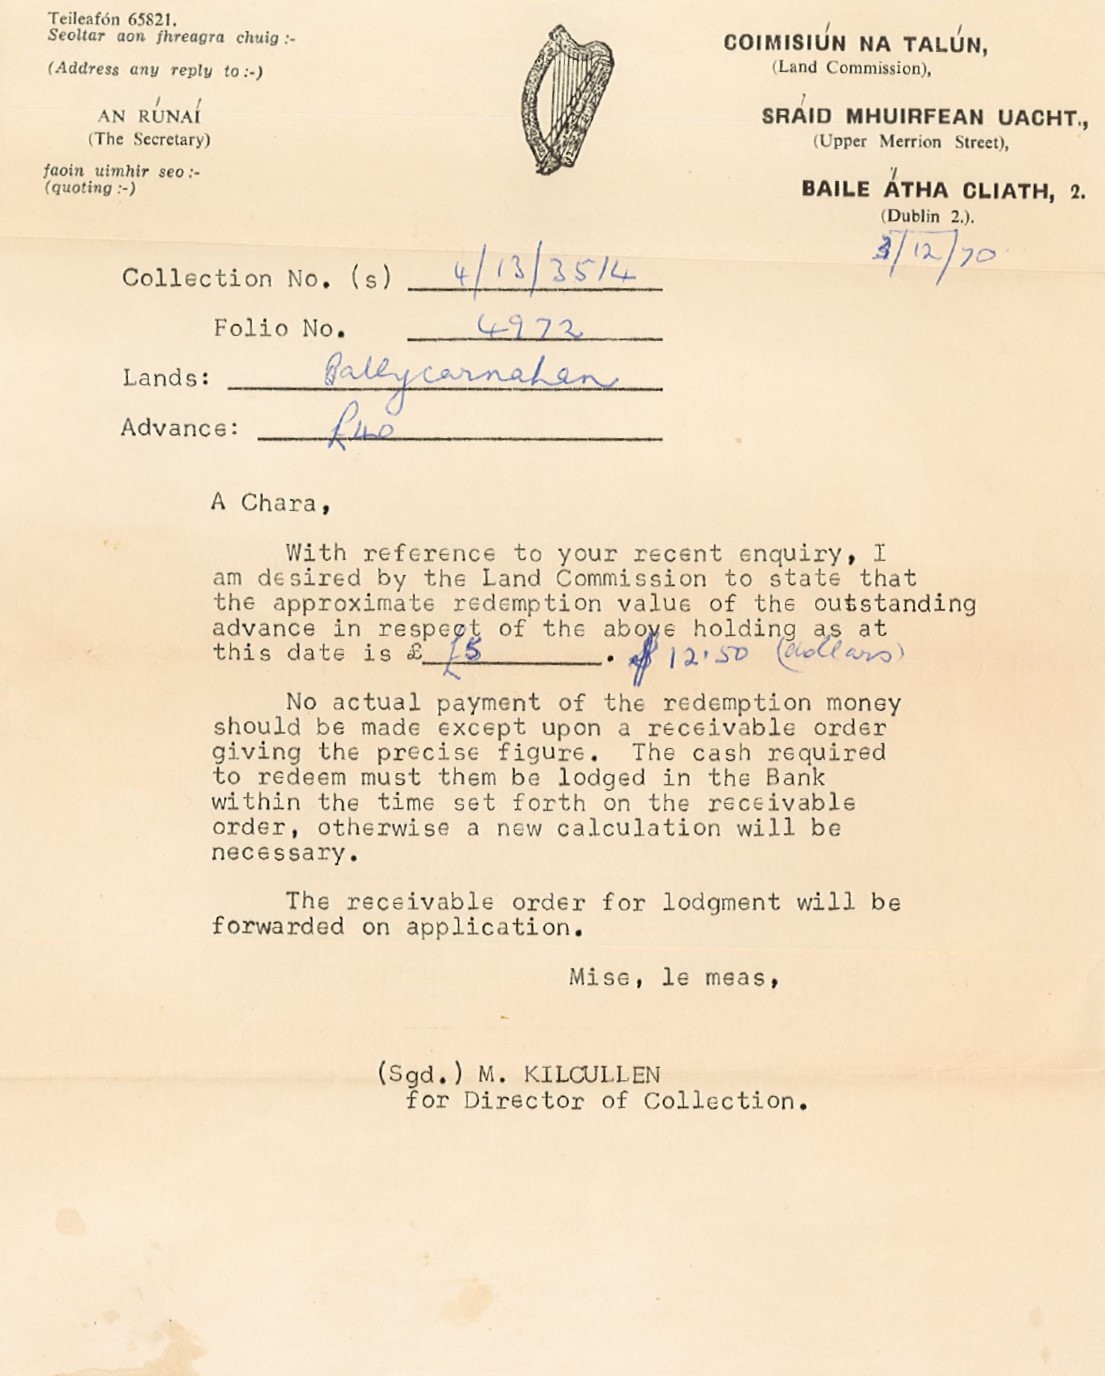 Teileafón 65821.
Seoltar aon fhreagra chuig :-
(Address any reply to :-)
AN RÚNAÍ
(The Secretary)
faoin uimhir seo :-
(quoting :-)
COIMISIÚN NA TALÚN,
(Land Commission),
SRÁID MHUIRFEAN UACHT.,
(Upper Merrion Street),
BAILE ÁTHA CLIATH, 2.
(Dublin 2.).
/12/70
Collection No. (s) 4/13/3514
Folio No. 4972
Lands: Ballycarnahan
Advance: £40
A Chara,
With reference to your recent enquiry, I
am desired by the Land Commission to state that
the approximate redemption value of the outstanding
advance in respect of the above holding as at
this date is £ £5 . $ 12.50 (dollars)
No actual payment of the redemption money
should be made except upon a receivable order
giving the precise figure. The cash required
to redeem must them be lodged in the Bank
within the time set forth on the receivable
order, otherwise a new calculation will be
necessary.
The receivable order for lodgment will be
forwarded on application.
Mise, le meas,
(Sgd.) M. KILCULLEN
for Director of Collection.